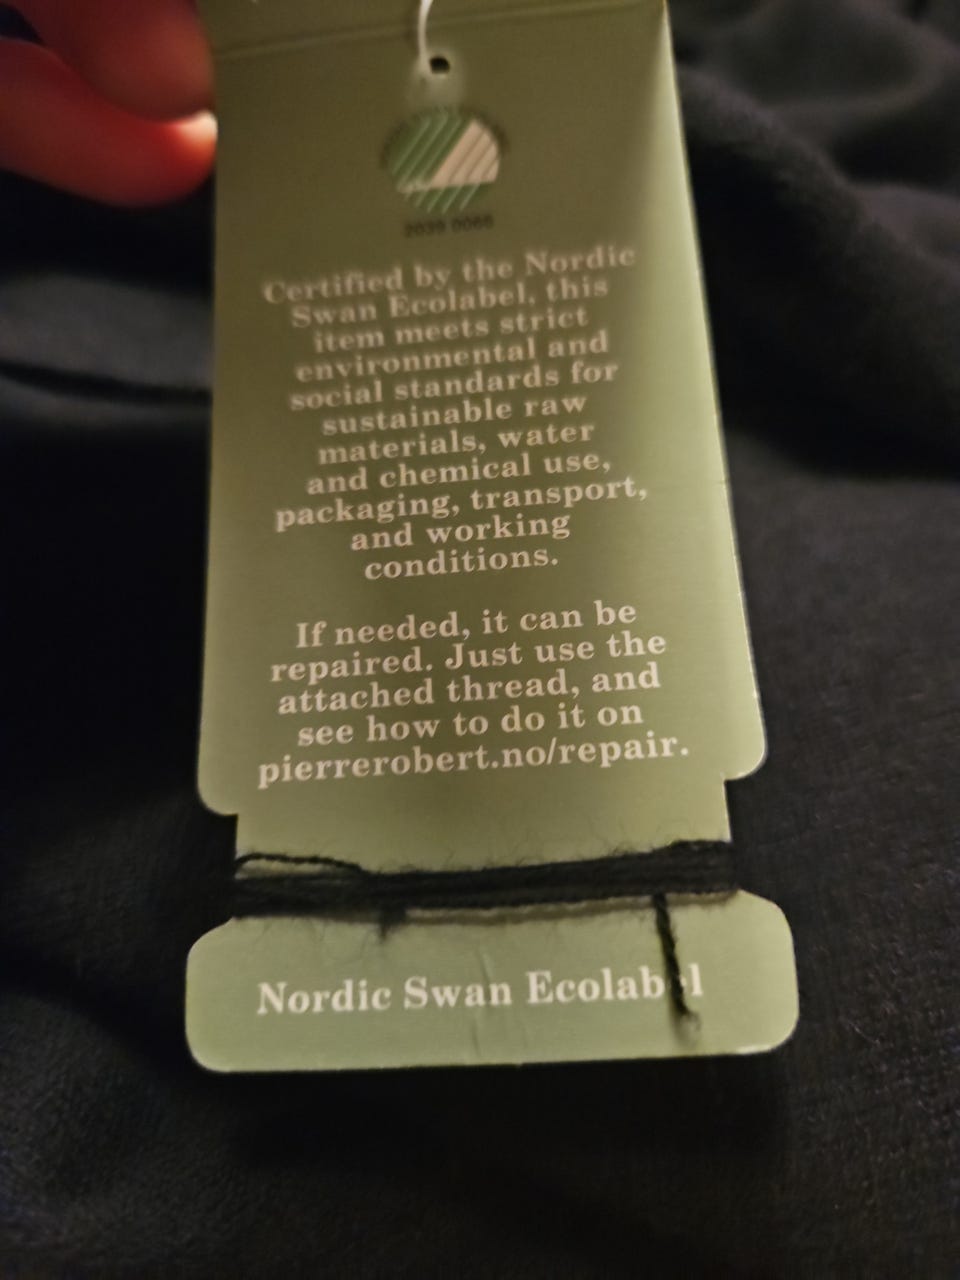 2039 0066
Certified by the Nordic
Swan Ecolabel, this
item meets strict
environmental and
social standards for
sustainable raw
materials, water
and chemical use,
packaging, transport,
and working
conditions.
If needed, it can be
repaired. Just use the
attached thread, and
see how to do it on
pierrerobert.no/repair.
Nordic Swan Ecolabel